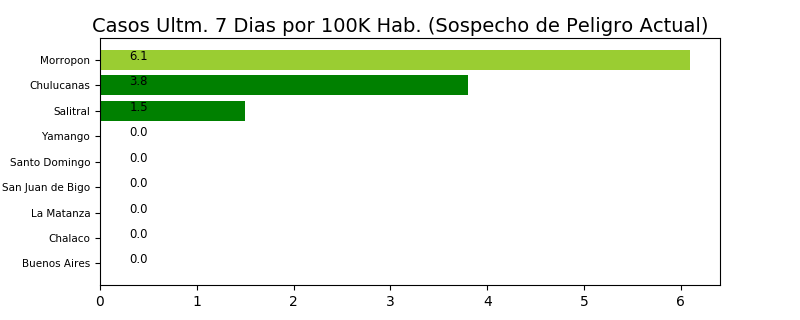 Casos Ultm. 7 Dias por 100K Hab. (Sospecho de Peligro Actual)
Morropon 6.1
Chulucanas 3.8
Salitral 1.5
Yamango 0.0
Santo Domingo 0.0
San Juan de Bigo 0.0
La Matanza 0.0
Chalaco 0.0
Buenos Aires 0.0
0 1 2 3 4 5 6